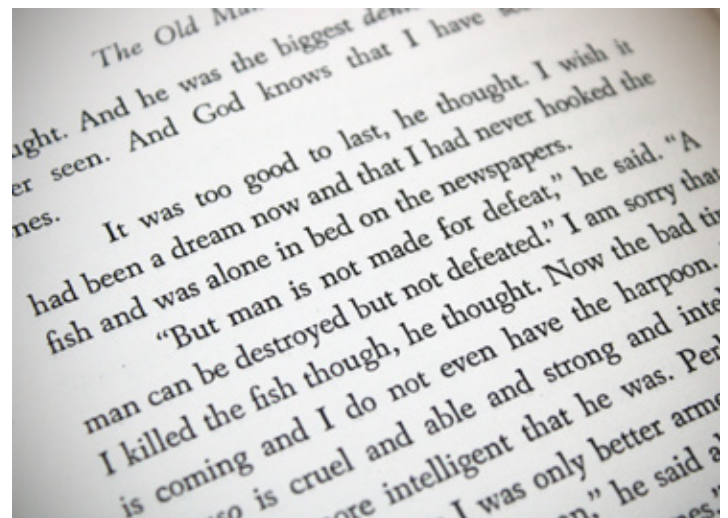 The Old
ught. And he was the biggest
er seen. And God knows that I have
nes.
It was too good to last, he thought. I wish it
had been a dream now and that I had never hooked the
fish and was alone in bed on the newspapers.
“But man is not made for defeat,” he said. “A
man can be destroyed but not defeated.” I am sorry that
I killed the fish though, he thought. Now the bad ti
is coming and I do not even have the harpoon.
is cruel and able and strong and inte
ore intelligent that he was. Per
I was only better arme
he said a